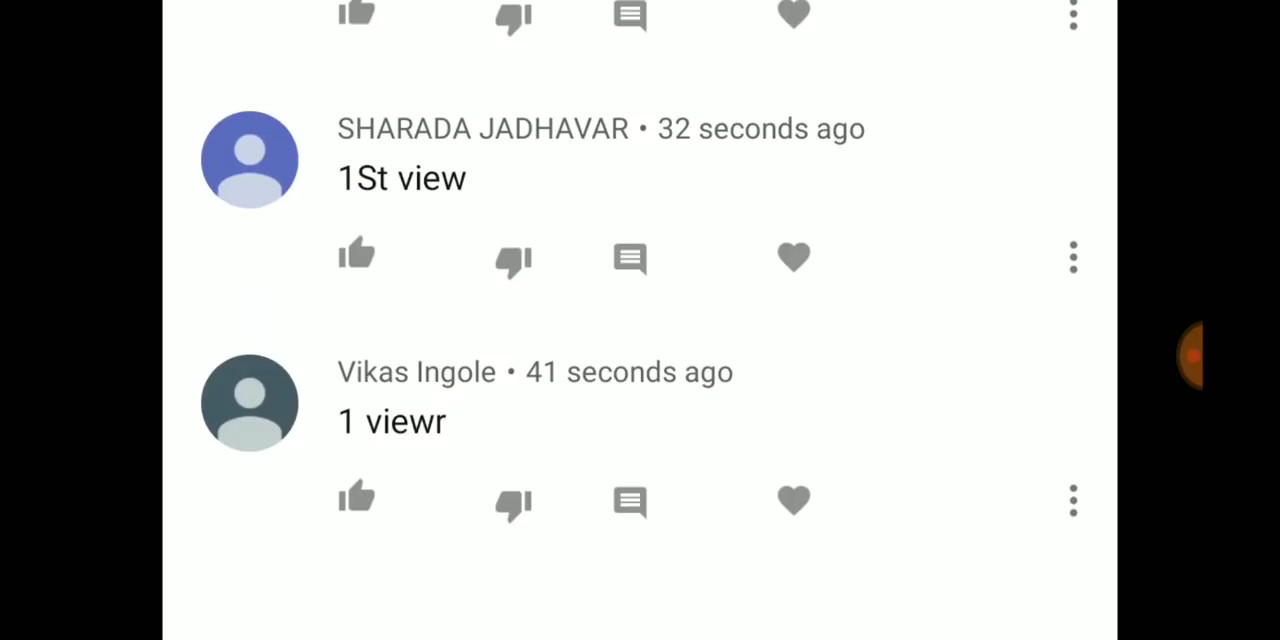 SHARADA JADHAVAR • 32 seconds ago
1St view
Vikas Ingole • 41 seconds ago
1 viewr